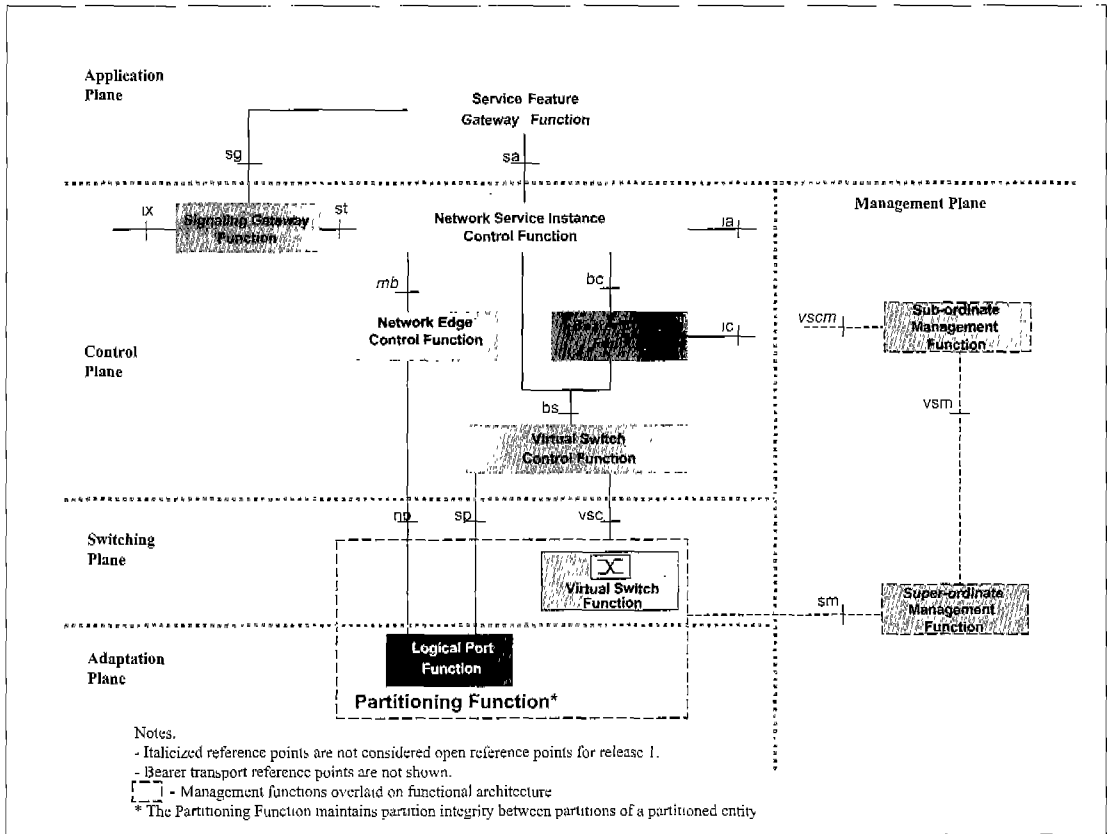 Application
Plane
Service Feature
Gateway Function
sg
sa
ix
Signaling Gateway
Function
st
Network Service Instance
Control Function
ia
Management Plane
mb
bc
Control
Plane
Network Edge
Control Function
ic
vscm
Sub-ordinate
Management
Function
bs
vsm
Virtual Switch
Control Function
Switching
Plane
np
sp
vsc
Virtual Switch
Function
sm
Super-ordinate
Management
Function
Adaptation
Plane
Logical Port
Function
Partitioning Function*
Notes.
- Italicized reference points are not considered open reference points for release 1.
- Bearer transport reference points are not shown.
- Management functions overlaid on functional architecture
* The Partitioning Function maintains partition integrity between partitions of a partitioned entity